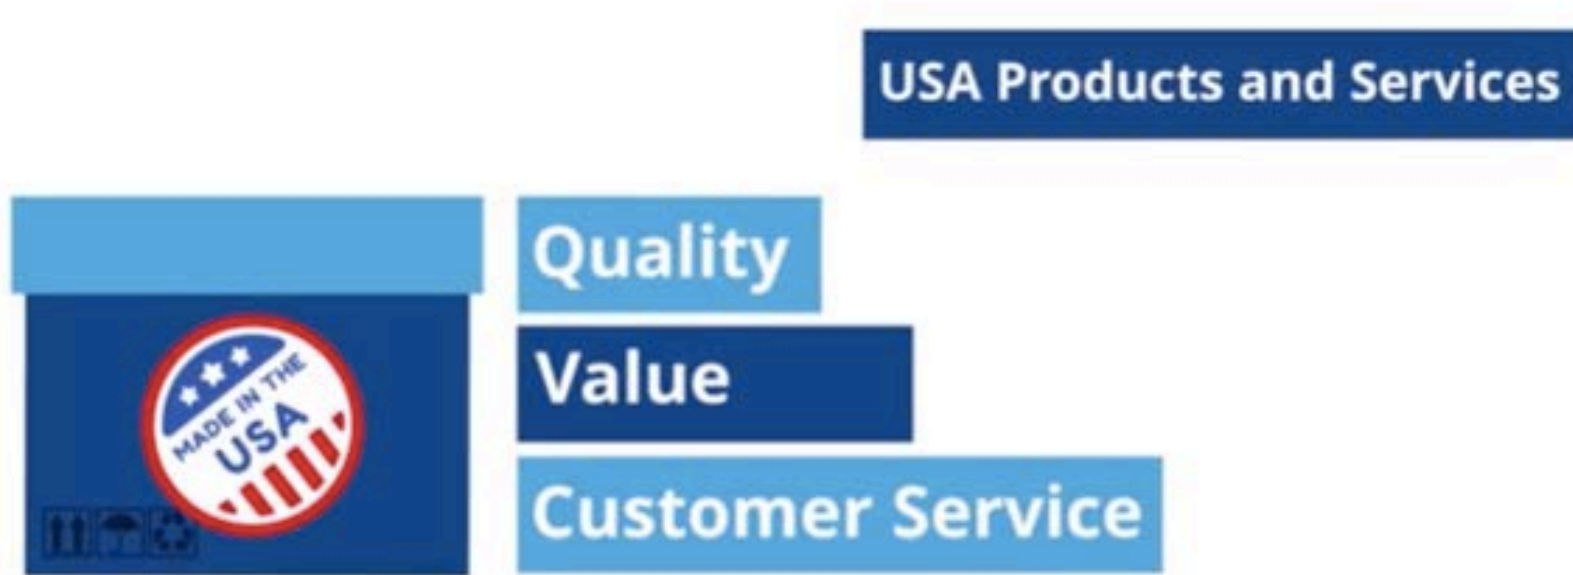 USA Products and Services
Quality
Value
Customer Service
MADE IN THE
USA